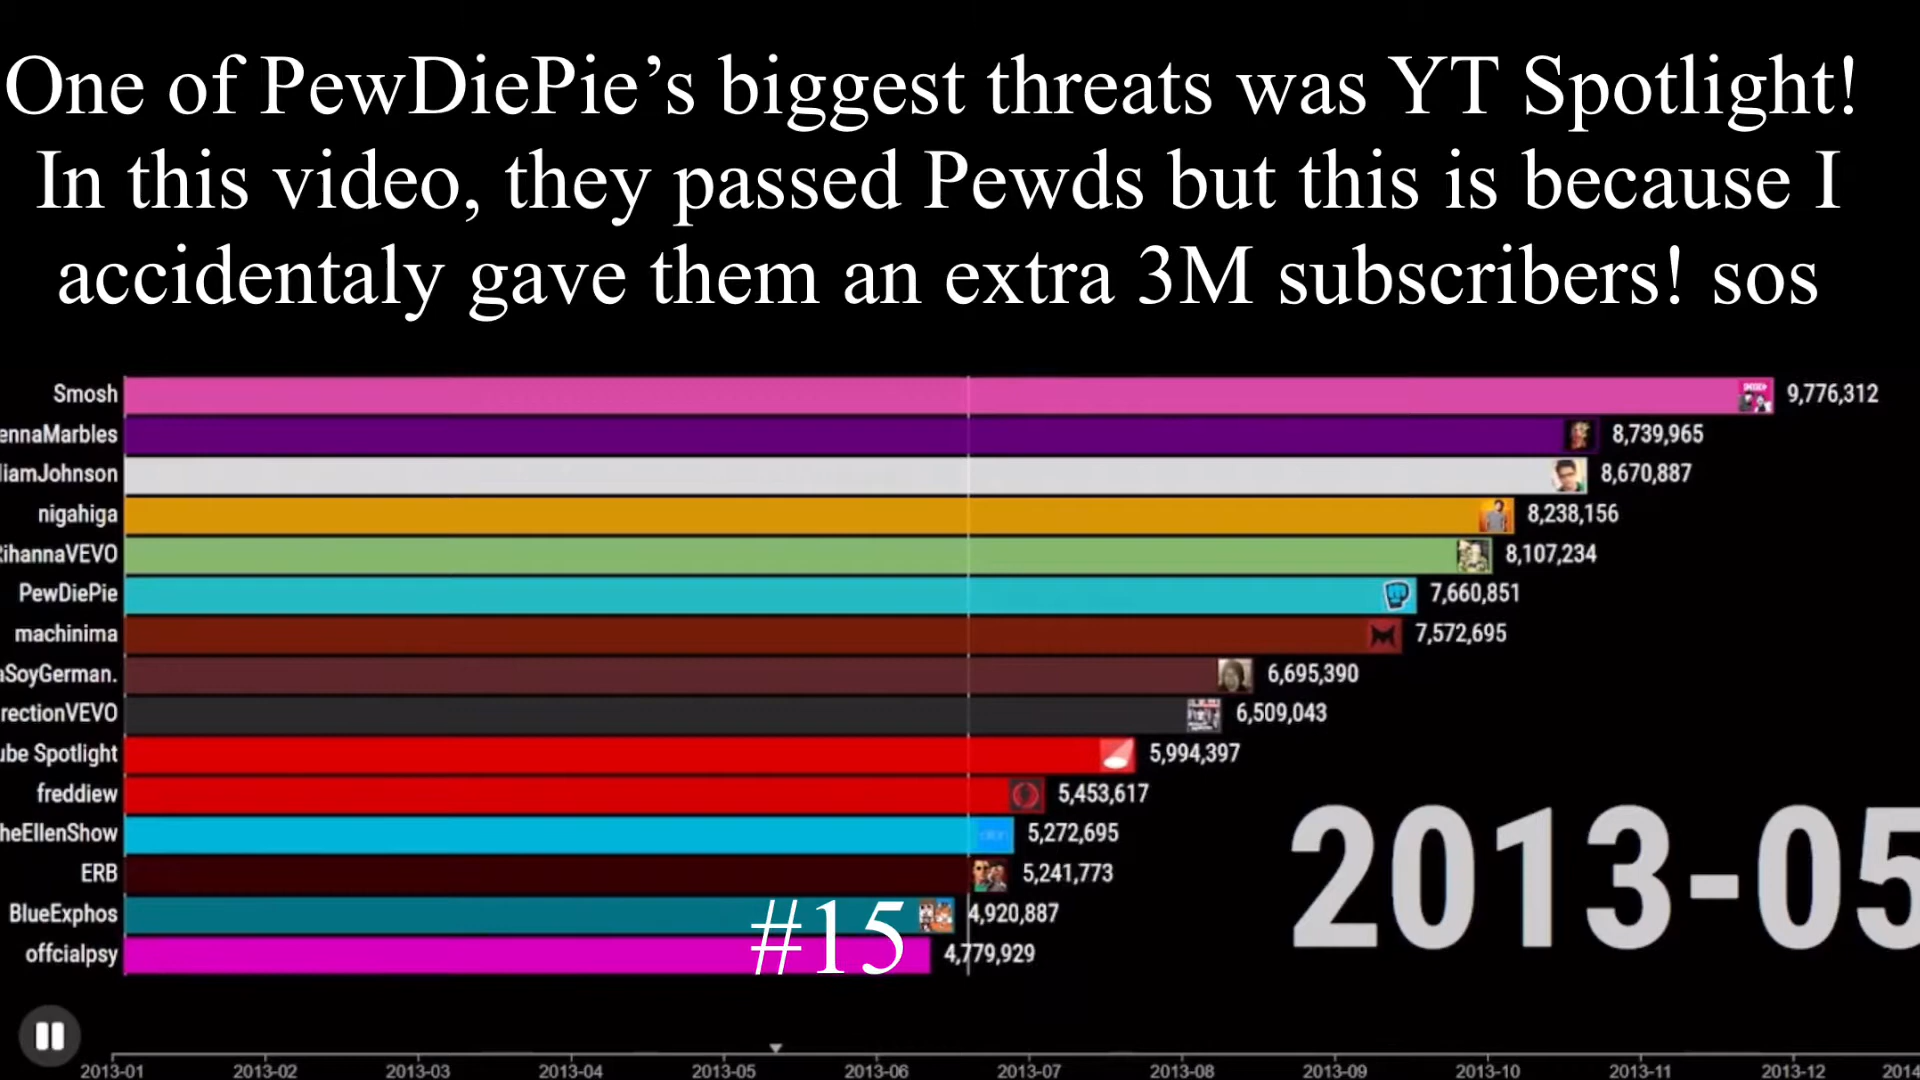 One of PewDiePie’s biggest threats was YT Spotlight!
In this video, they passed Pewds but this is because I
accidentaly gave them an extra 3M subscribers! sos
Smosh 9,776,312
ennaMarbles 8,739,965
liamJohnson 8,670,887
nigahiga 8,238,156
RihannaVEVO 8,107,234
PewDiePie 7,660,851
machinima 7,572,695
aSoyGerman. 6,695,390
rectionVEVO 6,509,043
ube Spotlight 5,994,397
freddiew 5,453,617
heEllenShow 5,272,695
ERB 5,241,773
BlueExphos 4,920,887
offcialpsy 4,779,929
#15
2013-05
2013-01 2013-02 2013-03 2013-04 2013-05 2013-06 2013-07 2013-08 2013-09 2013-10 2013-11 2013-12 2014